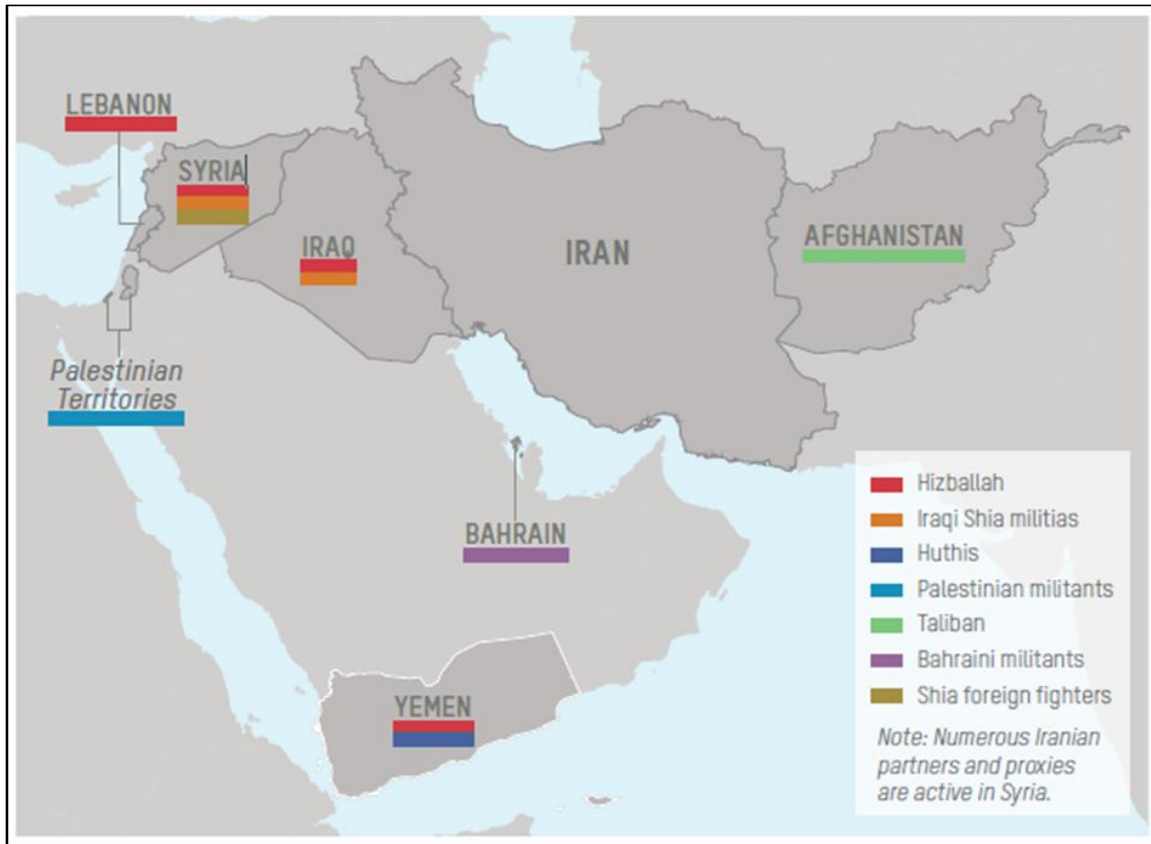 LEBANON
SYRIA
IRAQ
IRAN
AFGHANISTAN
Palestinian
Territories
BAHRAIN
YEMEN
Hizballah
Iraqi Shia militias
Huthis
Palestinian militants
Taliban
Bahraini militants
Shia foreign fighters
Note: Numerous Iranian
partners and proxies
are active in Syria.